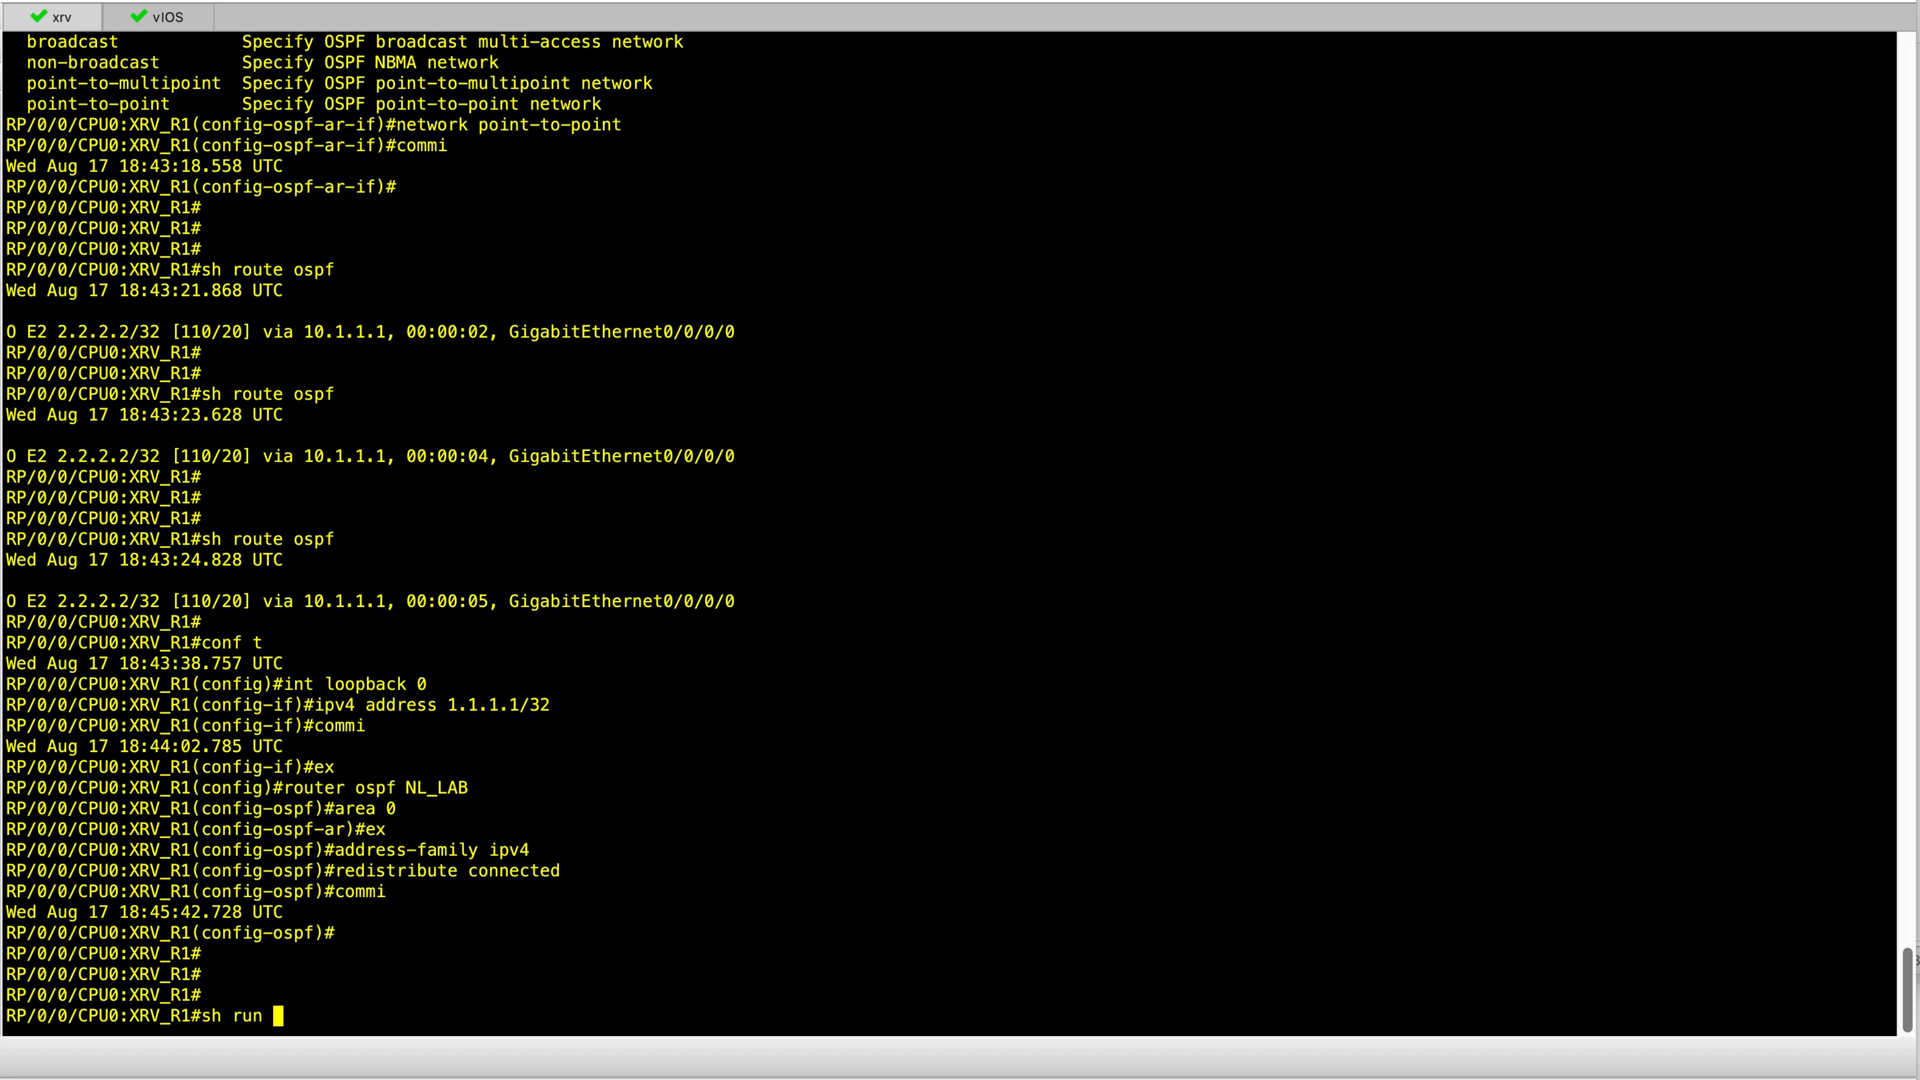 xrv
vIOS
broadcast Specify OSPF broadcast multi-access network
non-broadcast Specify OSPF NBMA network
point-to-multipoint Specify OSPF point-to-multipoint network
point-to-point Specify OSPF point-to-point network
RP/0/0/CPU0:XRV_R1(config-ospf-ar-if)#network point-to-point
RP/0/0/CPU0:XRV_R1(config-ospf-ar-if)#commi
Wed Aug 17 18:43:18.558 UTC
RP/0/0/CPU0:XRV_R1(config-ospf-ar-if)#
RP/0/0/CPU0:XRV_R1#
RP/0/0/CPU0:XRV_R1#
RP/0/0/CPU0:XRV_R1#
RP/0/0/CPU0:XRV_R1#sh route ospf
Wed Aug 17 18:43:21.868 UTC
O E2 2.2.2.2/32 [110/20] via 10.1.1.1, 00:00:02, GigabitEthernet0/0/0/0
RP/0/0/CPU0:XRV_R1#
RP/0/0/CPU0:XRV_R1#
RP/0/0/CPU0:XRV_R1#sh route ospf
Wed Aug 17 18:43:23.628 UTC
O E2 2.2.2.2/32 [110/20] via 10.1.1.1, 00:00:04, GigabitEthernet0/0/0/0
RP/0/0/CPU0:XRV_R1#
RP/0/0/CPU0:XRV_R1#
RP/0/0/CPU0:XRV_R1#
RP/0/0/CPU0:XRV_R1#sh route ospf
Wed Aug 17 18:43:24.828 UTC
O E2 2.2.2.2/32 [110/20] via 10.1.1.1, 00:00:05, GigabitEthernet0/0/0/0
RP/0/0/CPU0:XRV_R1#
RP/0/0/CPU0:XRV_R1#conf t
Wed Aug 17 18:43:38.757 UTC
RP/0/0/CPU0:XRV_R1(config)#int loopback 0
RP/0/0/CPU0:XRV_R1(config-if)#ipv4 address 1.1.1.1/32
RP/0/0/CPU0:XRV_R1(config-if)#commi
Wed Aug 17 18:44:02.785 UTC
RP/0/0/CPU0:XRV_R1(config-if)#ex
RP/0/0/CPU0:XRV_R1(config)#router ospf NL_LAB
RP/0/0/CPU0:XRV_R1(config-ospf)#area 0
RP/0/0/CPU0:XRV_R1(config-ospf-ar)#ex
RP/0/0/CPU0:XRV_R1(config-ospf)#address-family ipv4
RP/0/0/CPU0:XRV_R1(config-ospf)#redistribute connected
RP/0/0/CPU0:XRV_R1(config-ospf)#commi
Wed Aug 17 18:45:42.728 UTC
RP/0/0/CPU0:XRV_R1(config-ospf)#
RP/0/0/CPU0:XRV_R1#
RP/0/0/CPU0:XRV_R1#
RP/0/0/CPU0:XRV_R1#
RP/0/0/CPU0:XRV_R1#sh run